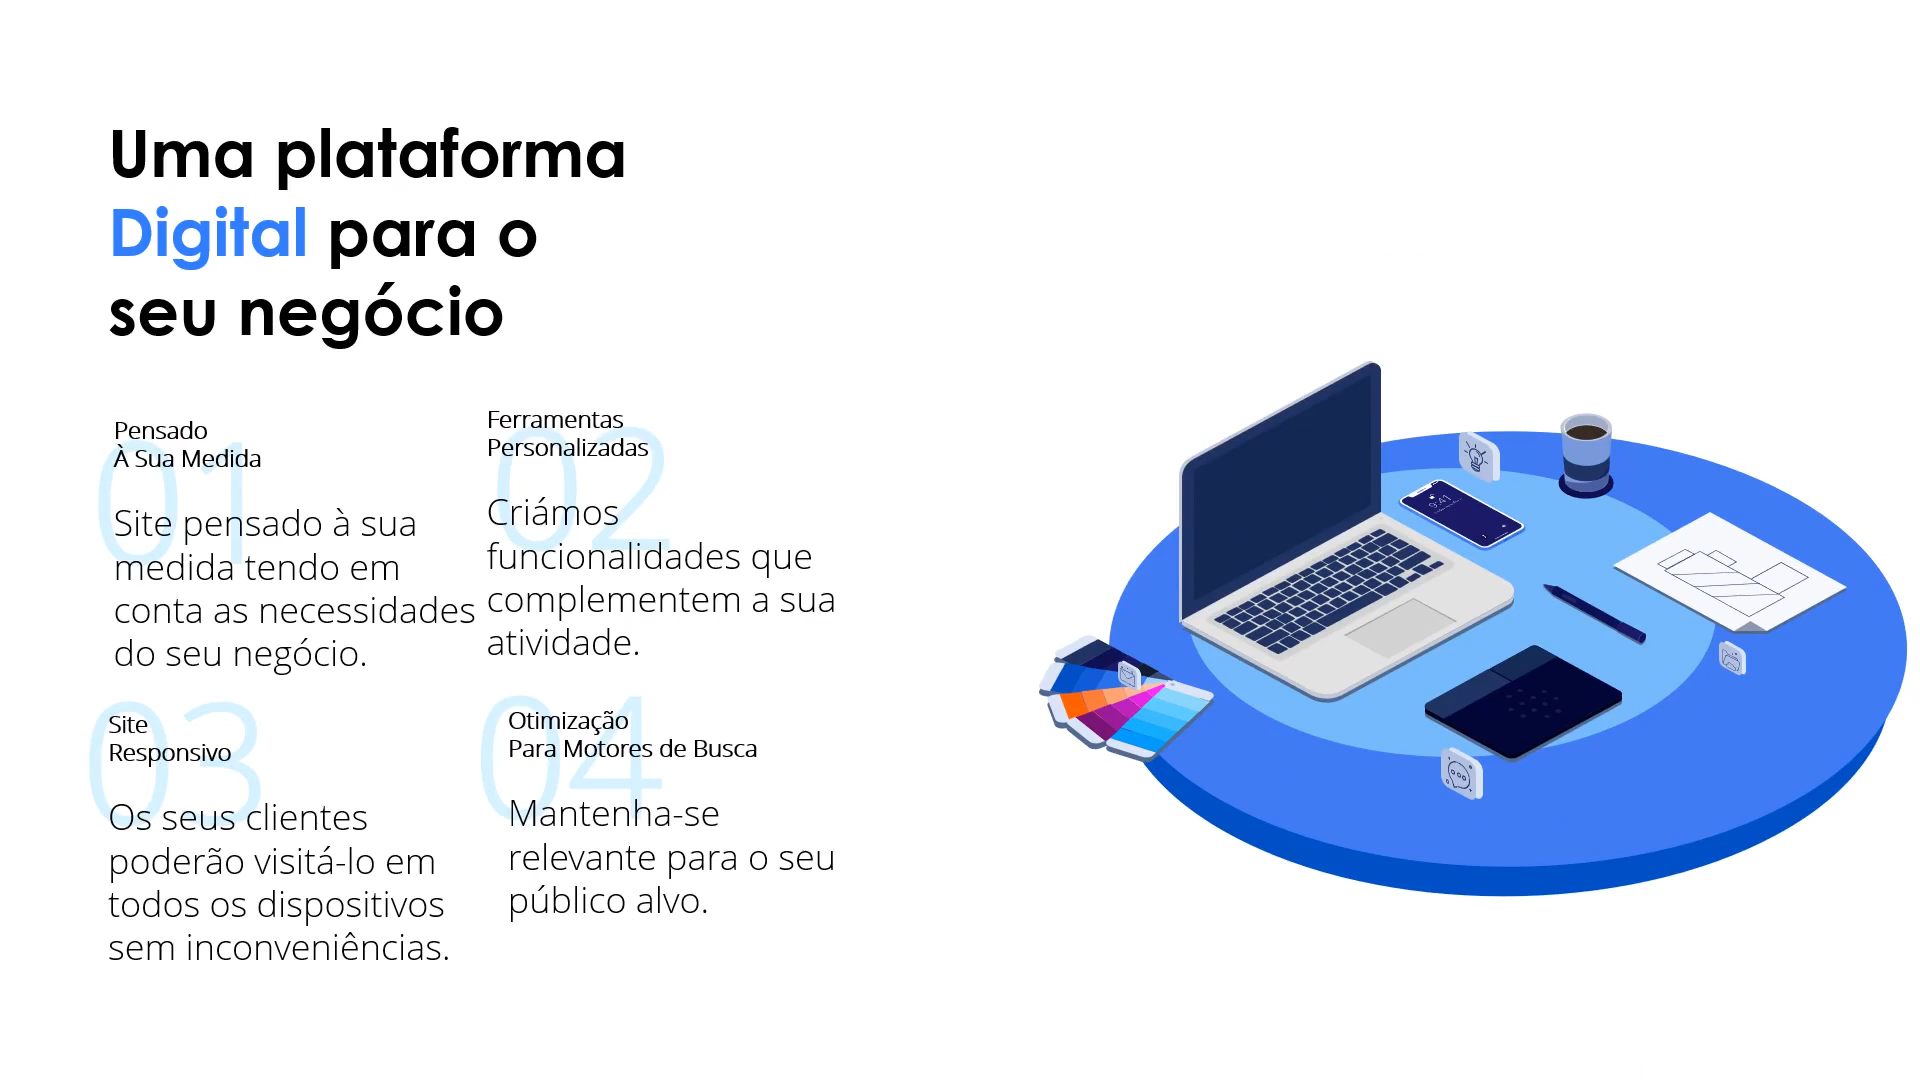 Uma plataforma
Digital para o
seu negócio
01
Pensado
À Sua Medida
Site pensado à sua
medida tendo em
conta as necessidades
do seu negócio.
02
Ferramentas
Personalizadas
Criámos
funcionalidades que
complementem a sua
atividade.
03
Site
Responsivo
Os seus clientes
poderão visitá-lo em
todos os dispositivos
sem inconveniências.
04
Otimização
Para Motores de Busca
Mantenha-se
relevante para o seu
público alvo.
9:41